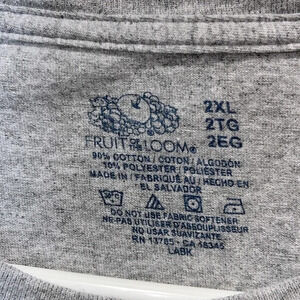 2XL
2TG
2EG
FRUIT OF THE LOOM®
90% COTTON / COTON / ALGODÓN
10% POLYESTER / POLIÉSTER
MADE IN / FABRIQUÉ AU / HECHO EN
EL SALVADOR
DO NOT USE FABRIC SOFTENER
NE PAS UTILISER D'ASSOUPLISSEUR
NO USAR SUAVIZANTE
RN 13765 - CA 16345
LABK